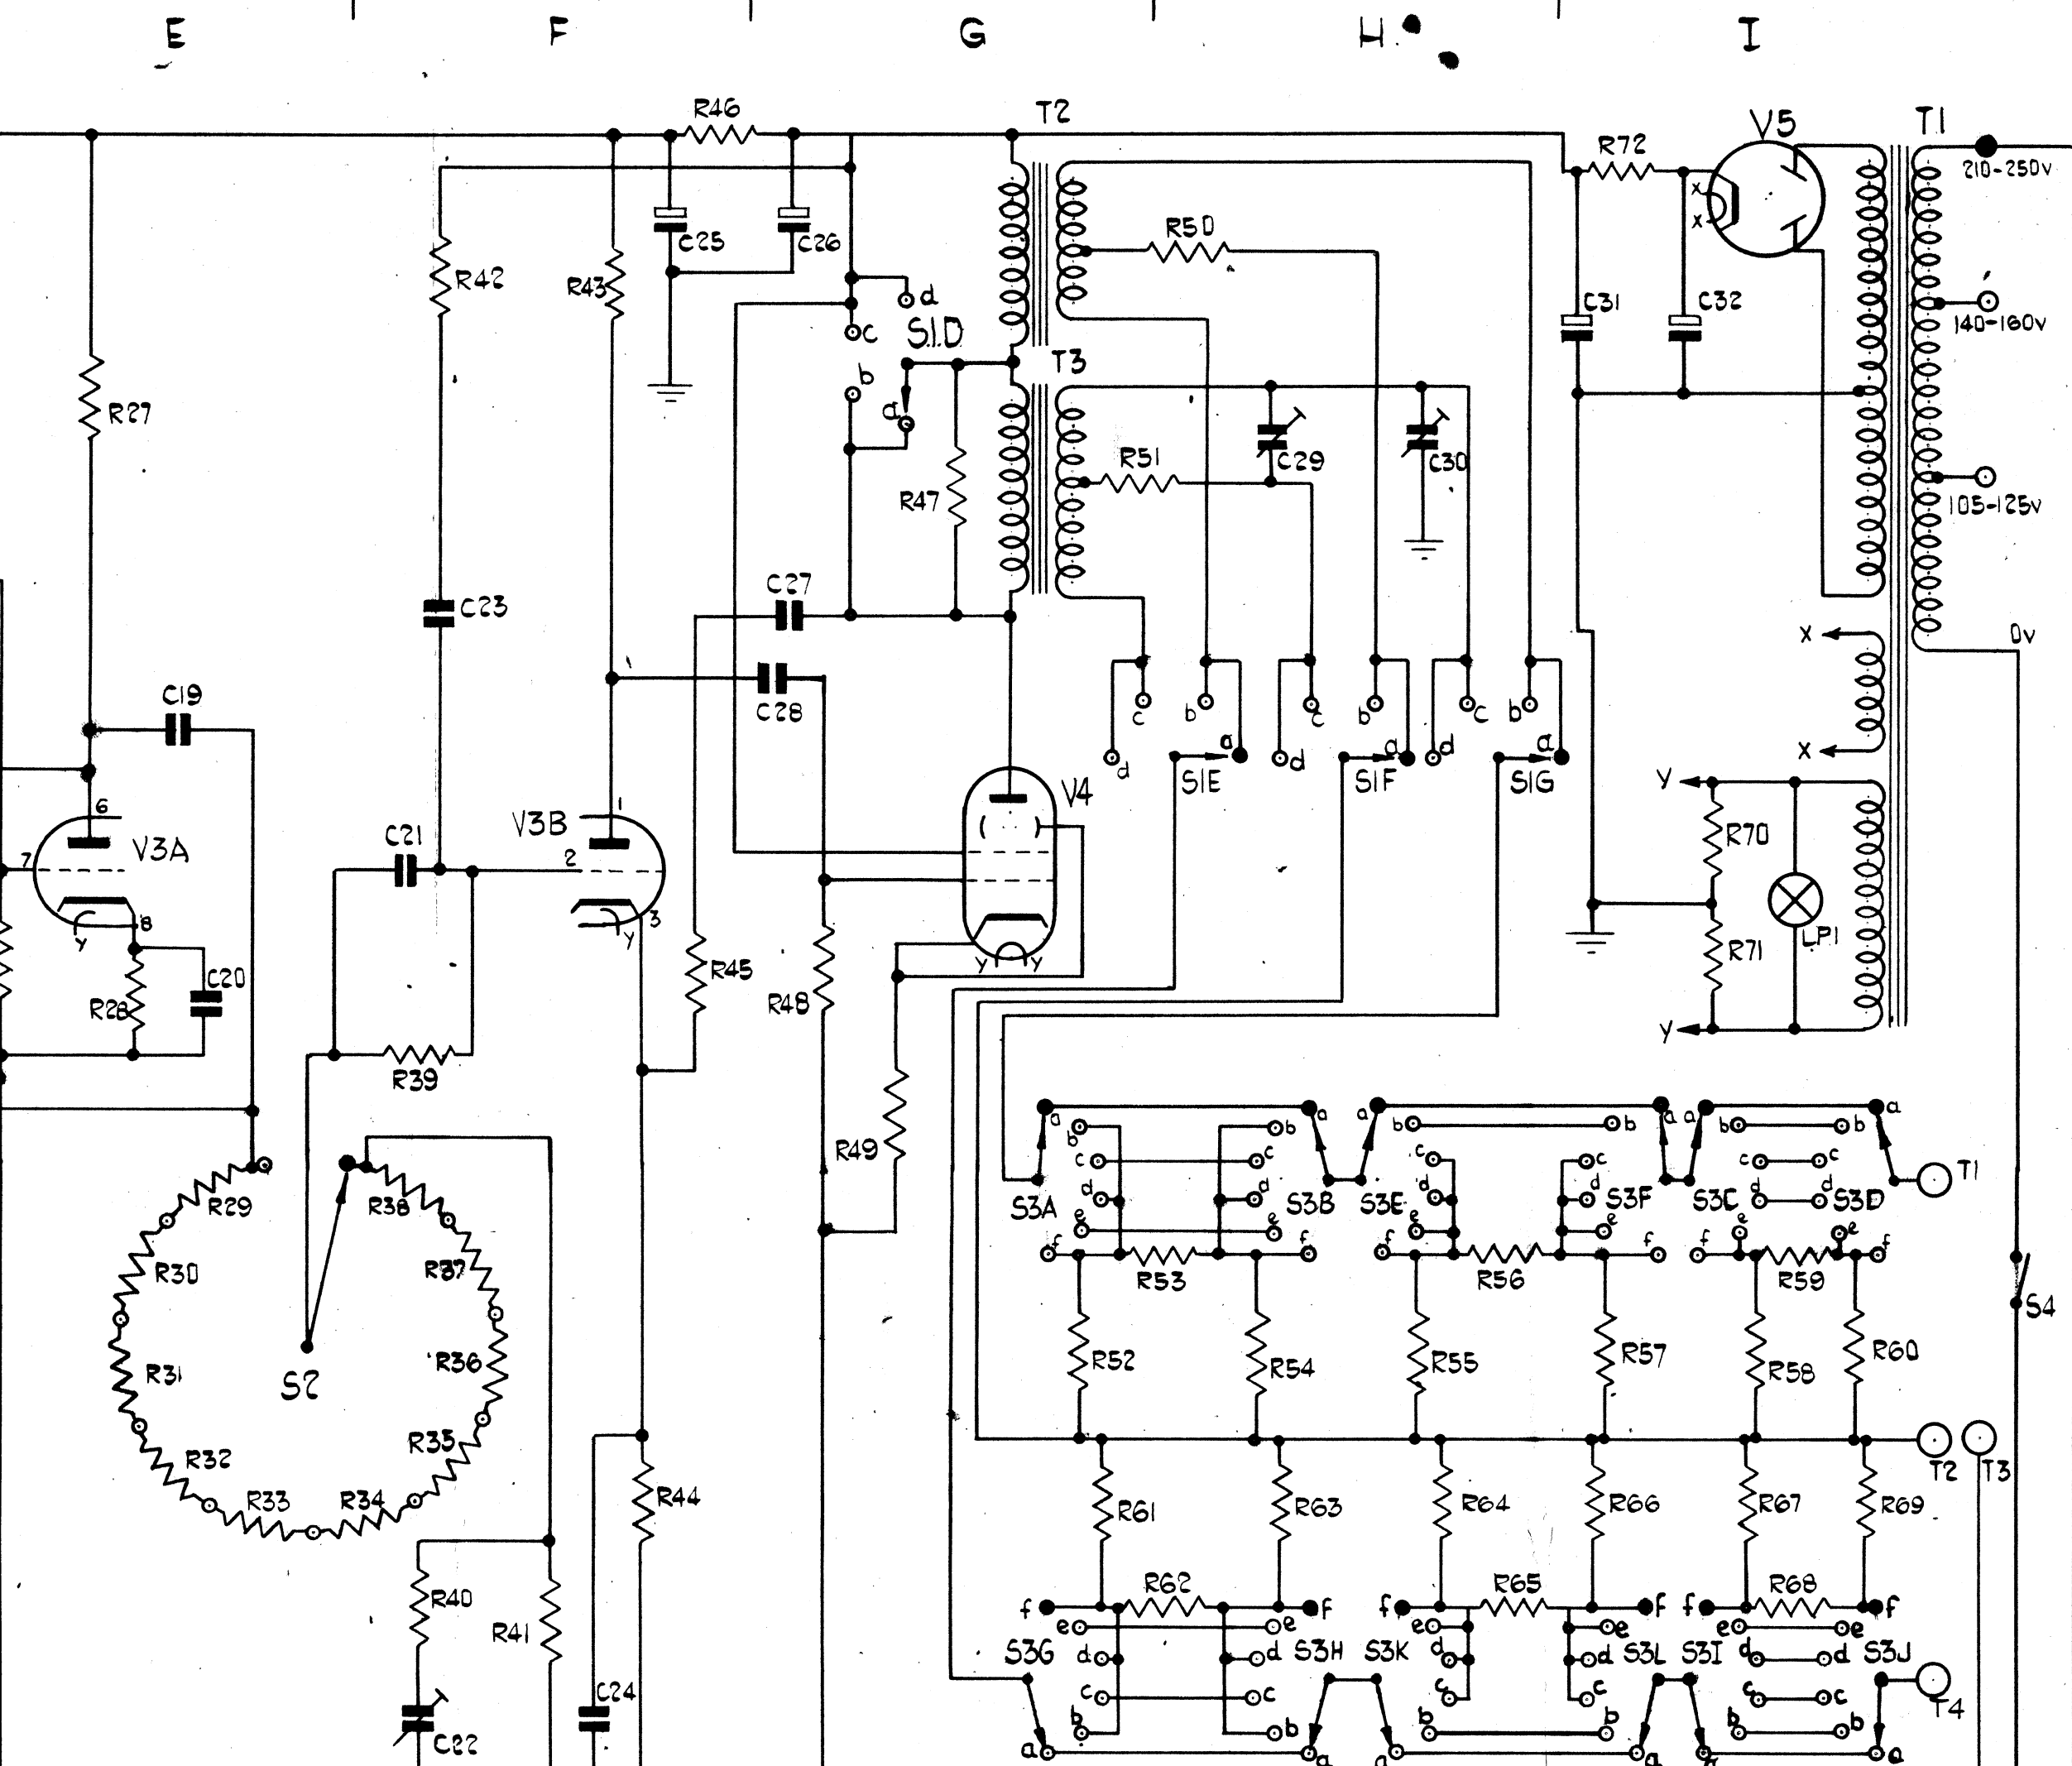 E F G H I
R46 T2 V5 T1
R72 210-250V
R50
C25 C26
R42 R43 d
X
X
C31 C32 140-160V
c S1D
T3
b
R27 a
R51 C29 C30
R47 105-125V
C27
C23
X 0V
C19 C28
c b c b c b
d a d a d a
S1E S1F S1G
X
Y
6 1 V4
V3B R70
C21
V3A
7 2
8 3 LP1
y y
y y R71
C20 R45
R28 R48
Y
R39
a a a a a a
b b b b b b
R49 c c c c c c T1
d d d d d d
R29 R38 S3A S3B S3E S3F S3C S3D
e e e e e e
f f f f f f
R30 R37 R53 R56 R59
S4
R31 R36 R52 R54 R55 R57 R58 R60
S2
R35
R32 T2 T3
R33 R34 R44 R61 R63 R64 R66 R67 R69
R62 R65 R68
R40 f f f f f f
R41 e e e e e e
S3G d d S3H S3K d d S3L S3I d d S3J
c c c c c c
C24 T4
b b b b b b
C22 a a a a a a